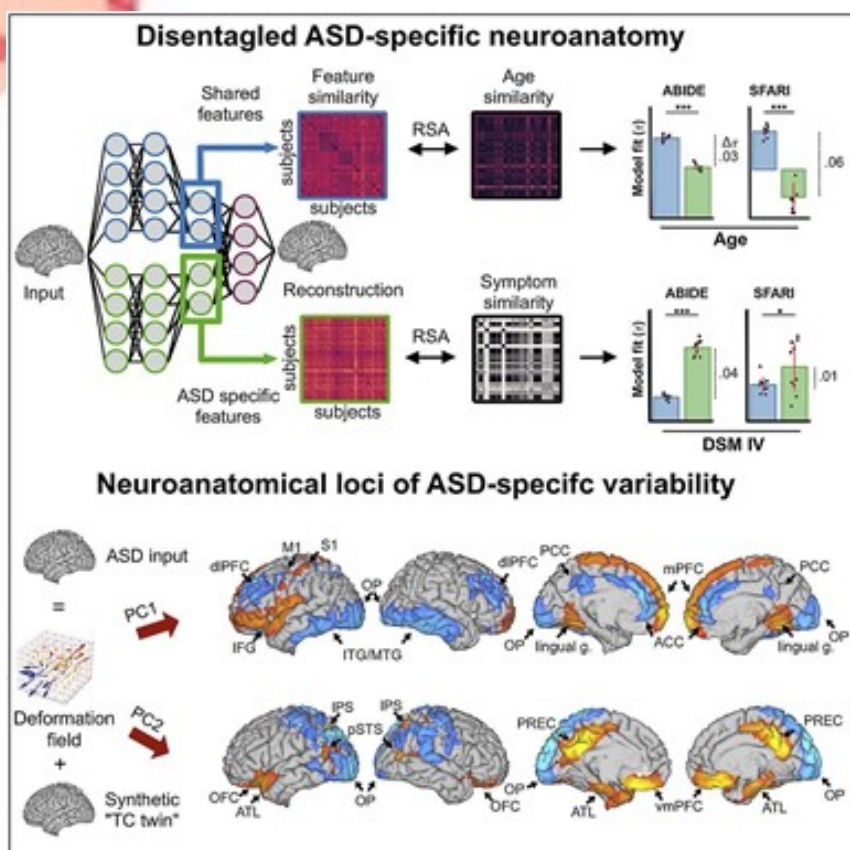 Disentagled ASD-specific neuroanatomy
Shared
features
Feature
similarity
Age
similarity
ABIDE
SFARI
***
***
subjects
RSA
Model fit (τ)
Δτ
.03
.06
subjects
Age
Input
Reconstruction
Symptom
similarity
ABIDE
SFARI
***
*
subjects
RSA
Model fit (τ)
.04
.01
ASD specific
features
subjects
DSM IV
Neuroanatomical loci of ASD-specifc variability
ASD input
=
Deformation
field
+
Synthetic
"TC twin"
PC1
dlPFC
M1
S1
OP
dlPFC
PCC
mPFC
PCC
IFG
ITG/MTG
OP
lingual g.
ACC
lingual g.
OP
PC2
IPS
IPS
pSTS
PREC
PREC
OFC
ATL
OP
OFC
OP
ATL
vmPFC
ATL
OP